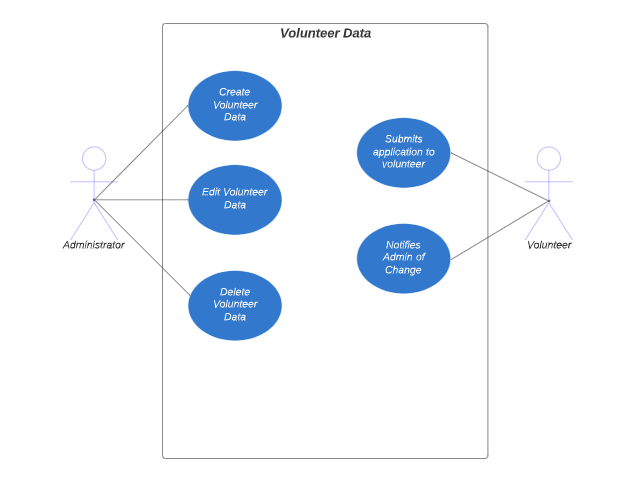 Volunteer Data
Create
Volunteer
Data
Edit Volunteer
Data
Delete
Volunteer
Data
Submits
application to
volunteer
Notifies
Admin of
Change
Administrator
Volunteer